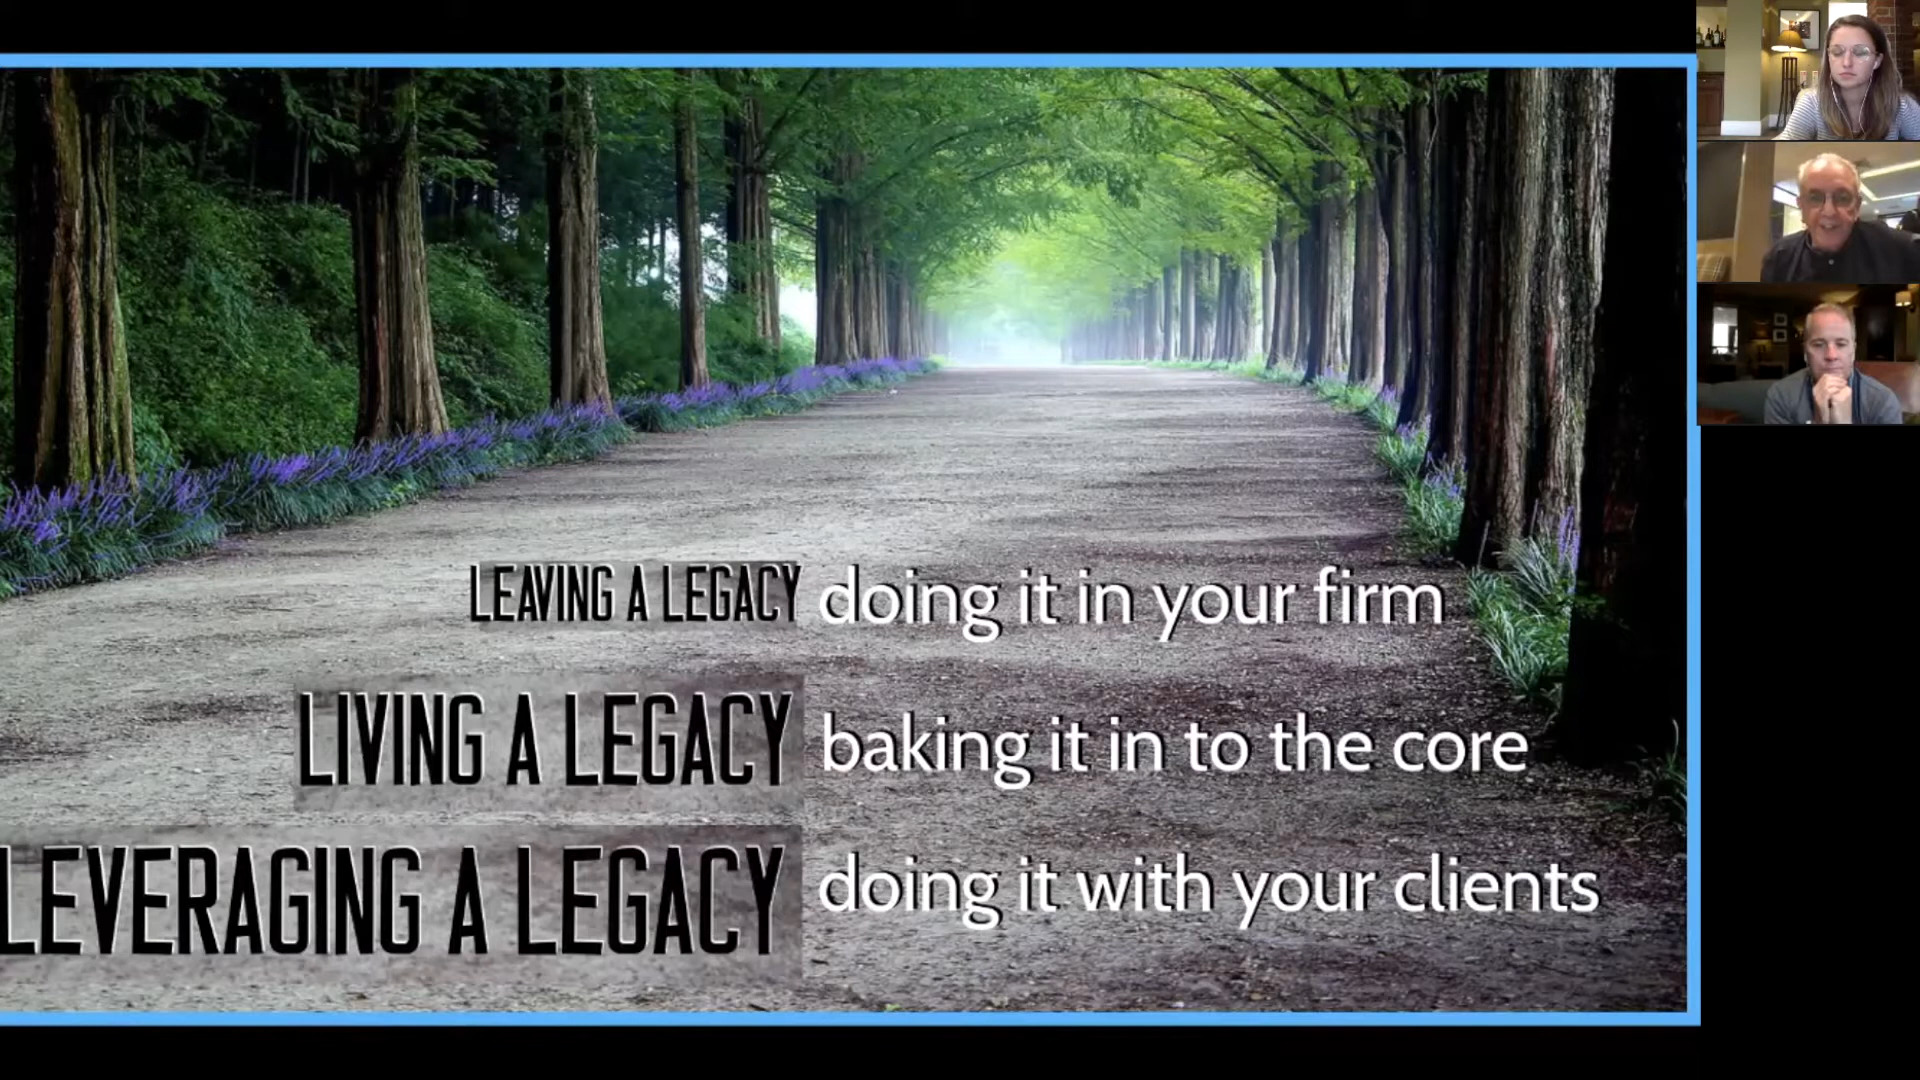 LEAVING A LEGACY doing it in your firm
LIVING A LEGACY baking it in to the core
LEVERAGING A LEGACY doing it with your clients